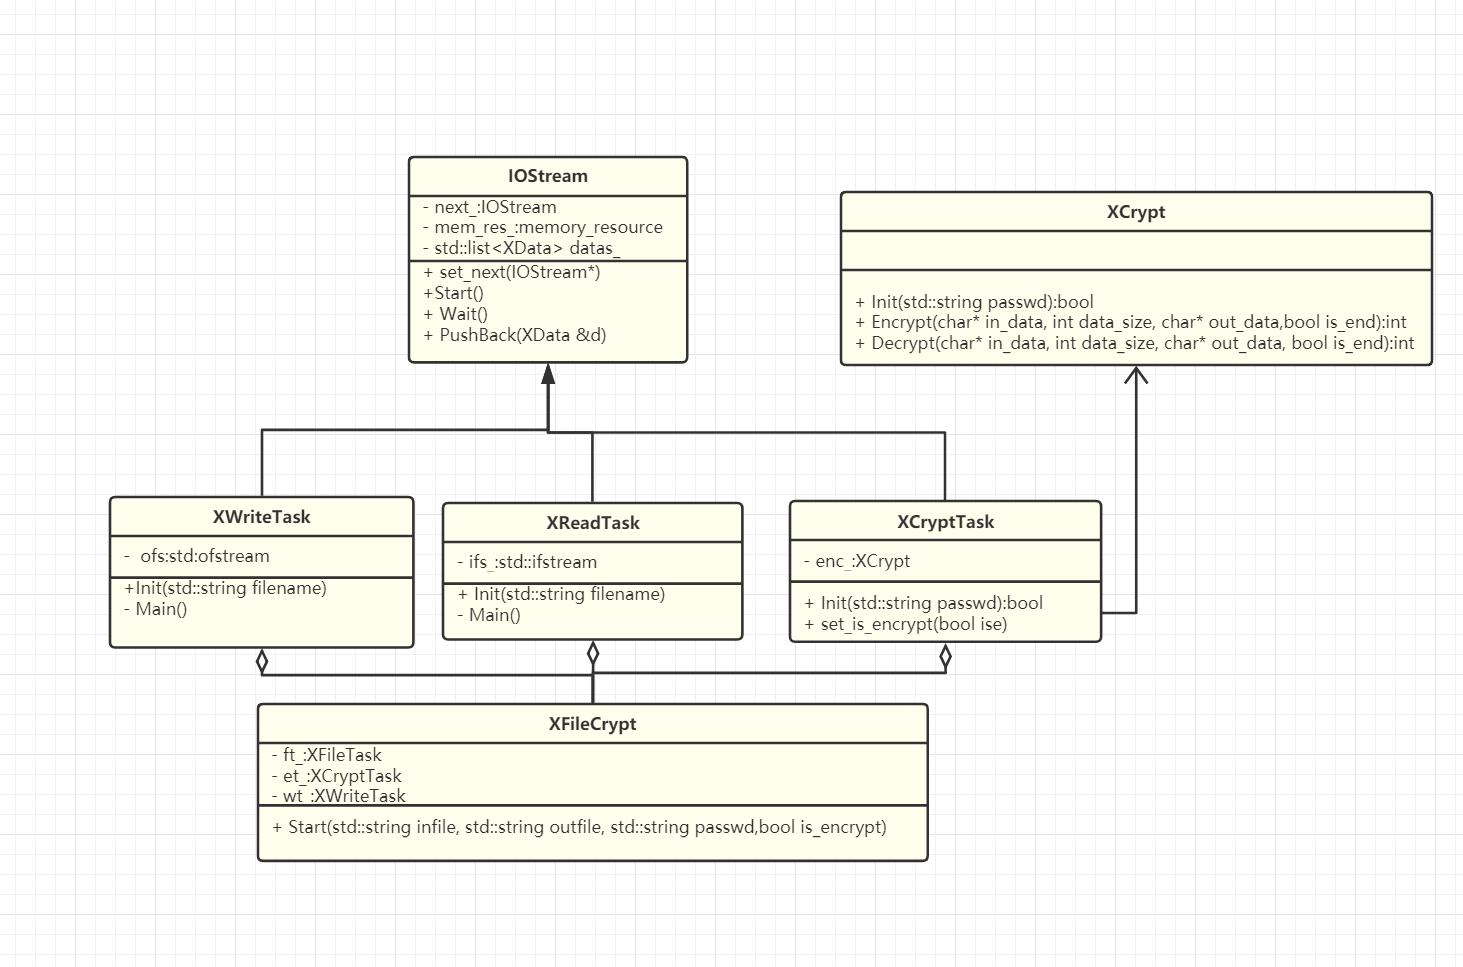 IOStream
- next_:IOStream
- mem_res_:memory_resource
- std::list<XData> datas_
+ set_next(IOStream*)
+Start()
+ Wait()
+ PushBack(XData &d)
XCrypt
+ Init(std::string passwd):bool
+ Encrypt(char* in_data, int data_size, char* out_data,bool is_end):int
+ Decrypt(char* in_data, int data_size, char* out_data, bool is_end):int
XWriteTask
- ofs:std:ofstream
+Init(std::string filename)
- Main()
XReadTask
- ifs_:std::ifstream
+ Init(std::string filename)
- Main()
XCryptTask
- enc_:XCrypt
+ Init(std::string passwd):bool
+ set_is_encrypt(bool ise)
XFileCrypt
- ft_:XFileTask
- et_:XCryptTask
- wt_:XWriteTask
+ Start(std::string infile, std::string outfile, std::string passwd,bool is_encrypt)